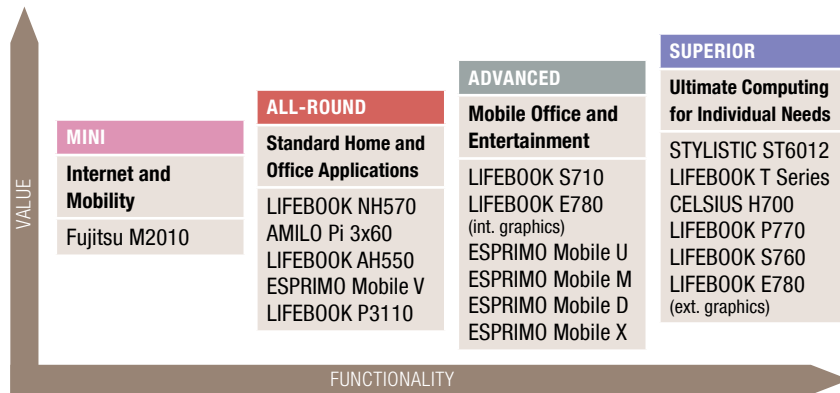 VALUE
MINI
Internet and
Mobility
Fujitsu M2010
ALL-ROUND
Standard Home and
Office Applications
LIFEBOOK NH570
AMILO Pi 3x60
LIFEBOOK AH550
ESPRIMO Mobile V
LIFEBOOK P3110
ADVANCED
Mobile Office and
Entertainment
LIFEBOOK S710
LIFEBOOK E780
(int. graphics)
ESPRIMO Mobile U
ESPRIMO Mobile M
ESPRIMO Mobile D
ESPRIMO Mobile X
SUPERIOR
Ultimate Computing
for Individual Needs
STYLISTIC ST6012
LIFEBOOK T Series
CELSIUS H700
LIFEBOOK P770
LIFEBOOK S760
LIFEBOOK E780
(ext. graphics)
FUNCTIONALITY